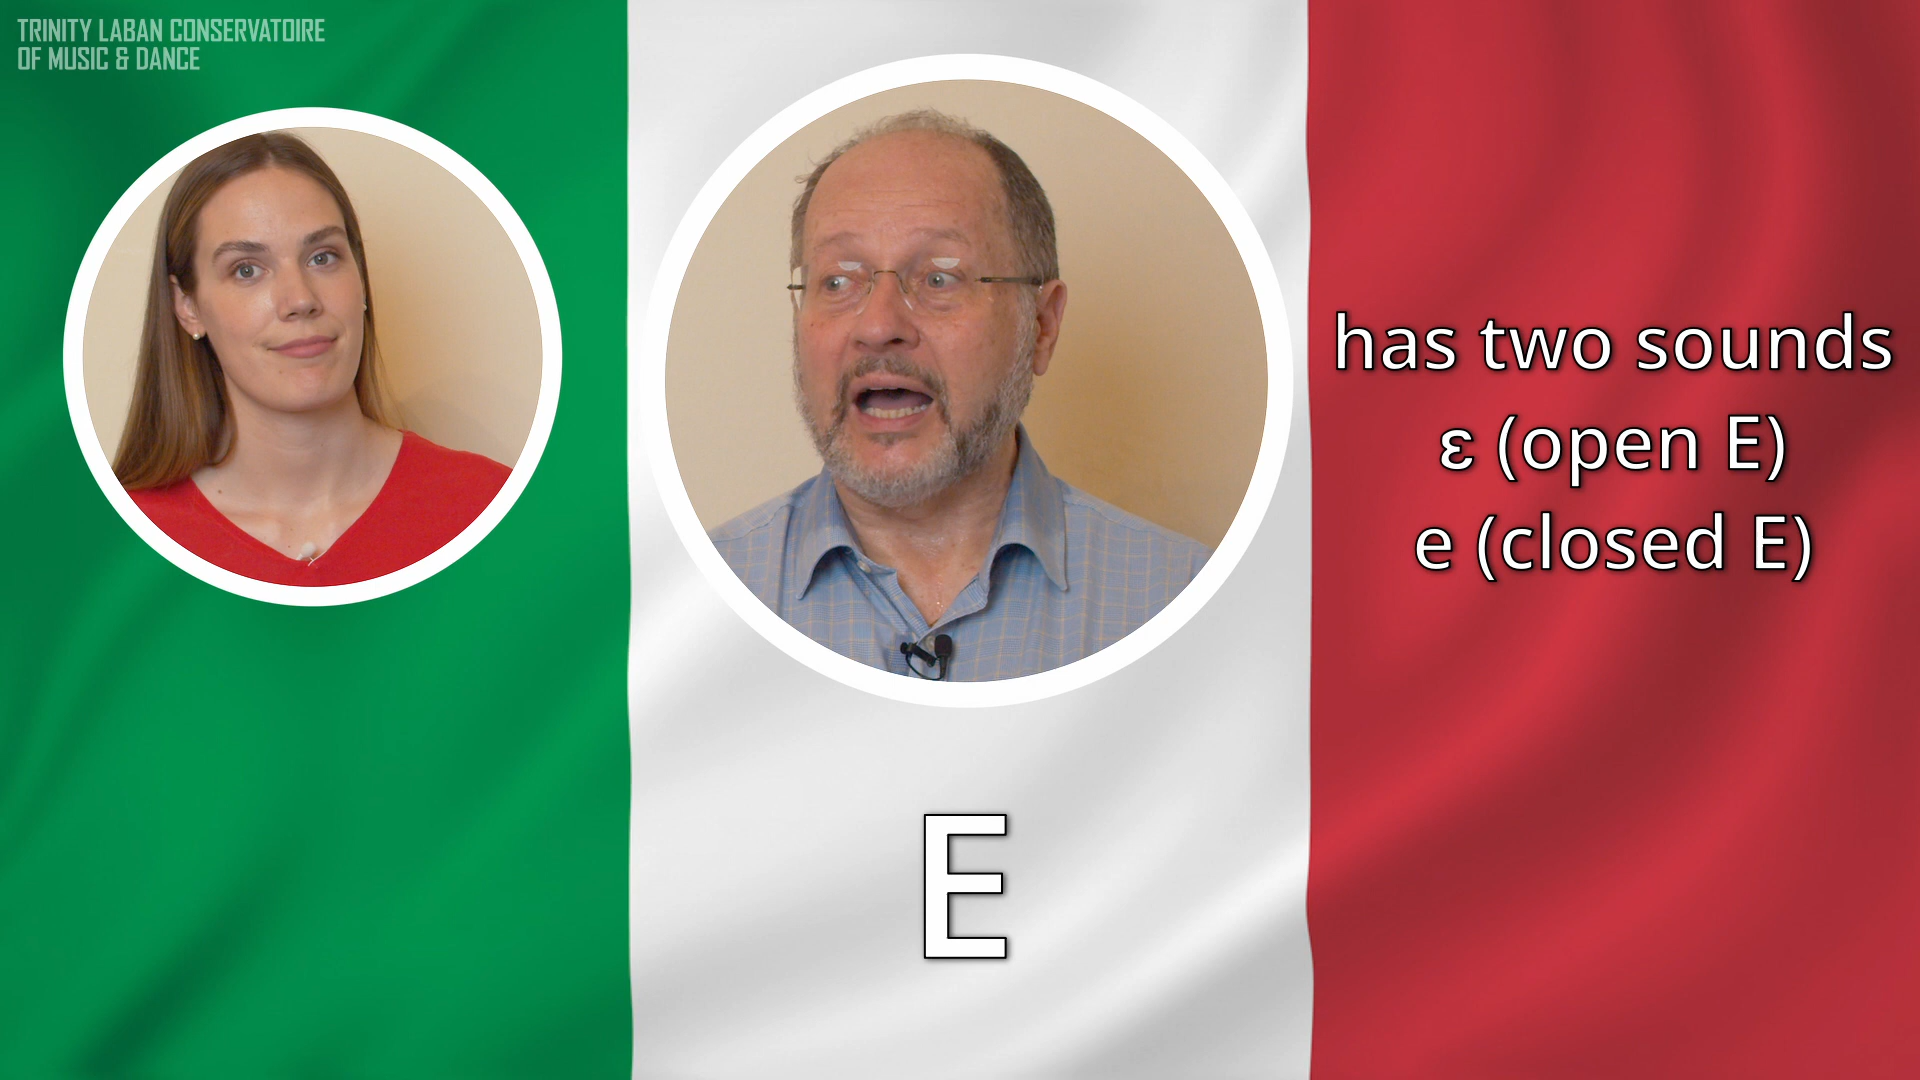 TRINITY LABAN CONSERVATOIRE
OF MUSIC & DANCE
has two sounds
ɛ (open E)
e (closed E)
E